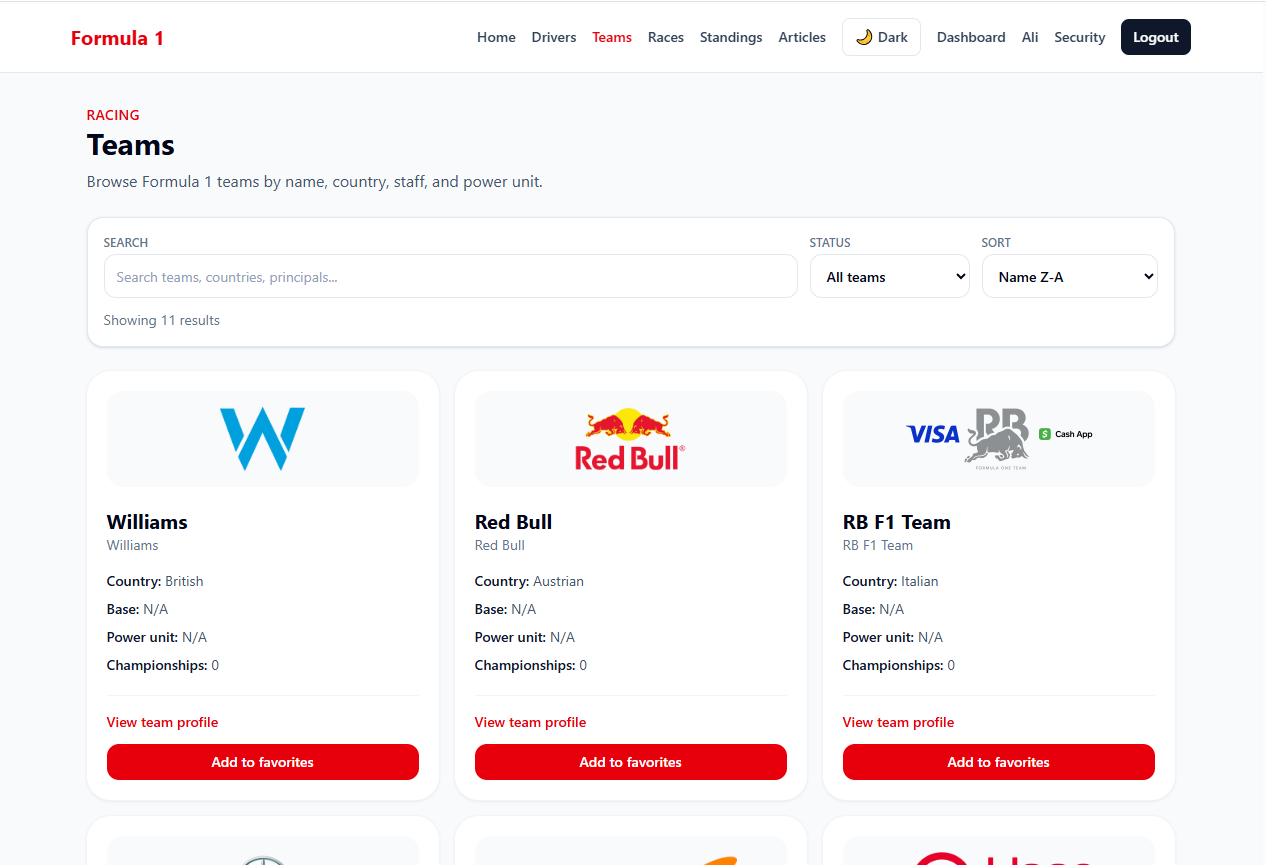 Formula 1
Home Drivers Teams Races Standings Articles 🌙 Dark Dashboard Ali Security Logout
RACING
Teams
Browse Formula 1 teams by name, country, staff, and power unit.
SEARCH STATUS SORT
Search teams, countries, principals... All teams Name Z-A
Showing 11 results
W Red Bull® VISA RB FORMULA ONE TEAM $ Cash App
Williams
Williams
Country: British
Base: N/A
Power unit: N/A
Championships: 0
View team profile
Add to favorites
Red Bull
Red Bull
Country: Austrian
Base: N/A
Power unit: N/A
Championships: 0
View team profile
Add to favorites
RB F1 Team
RB F1 Team
Country: Italian
Base: N/A
Power unit: N/A
Championships: 0
View team profile
Add to favorites